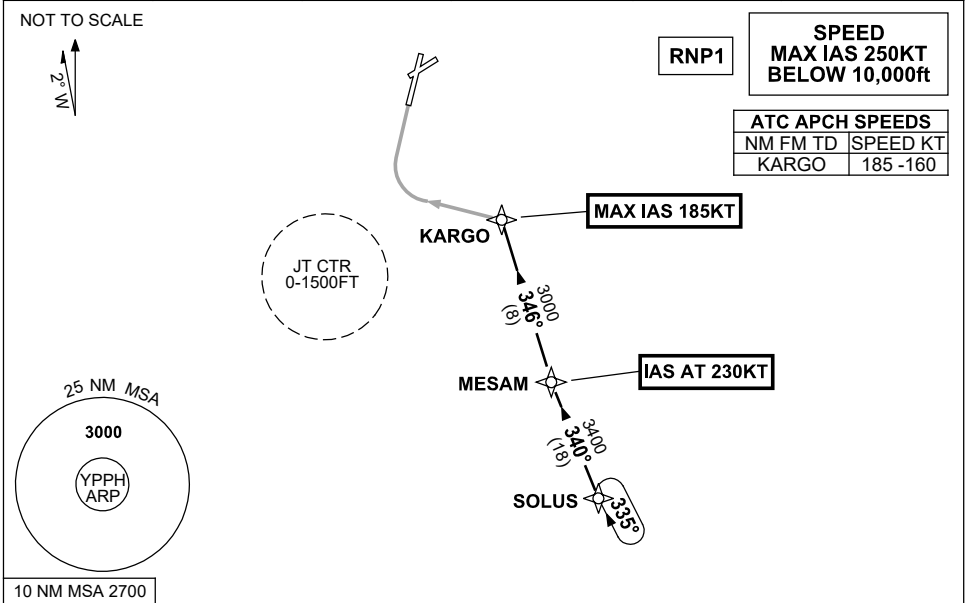 NOT TO SCALE
2° W
RNP1
SPEED
MAX IAS 250KT
BELOW 10,000ft
ATC APCH SPEEDS
NM FM TD SPEED KT
KARGO 185 -160
MAX IAS 185KT
KARGO
JT CTR
0-1500FT
3000
346°
(8)
MESAM
IAS AT 230KT
3400
340°
(18)
SOLUS
335°
25 NM MSA
3000
YPPH
ARP
10 NM MSA 2700